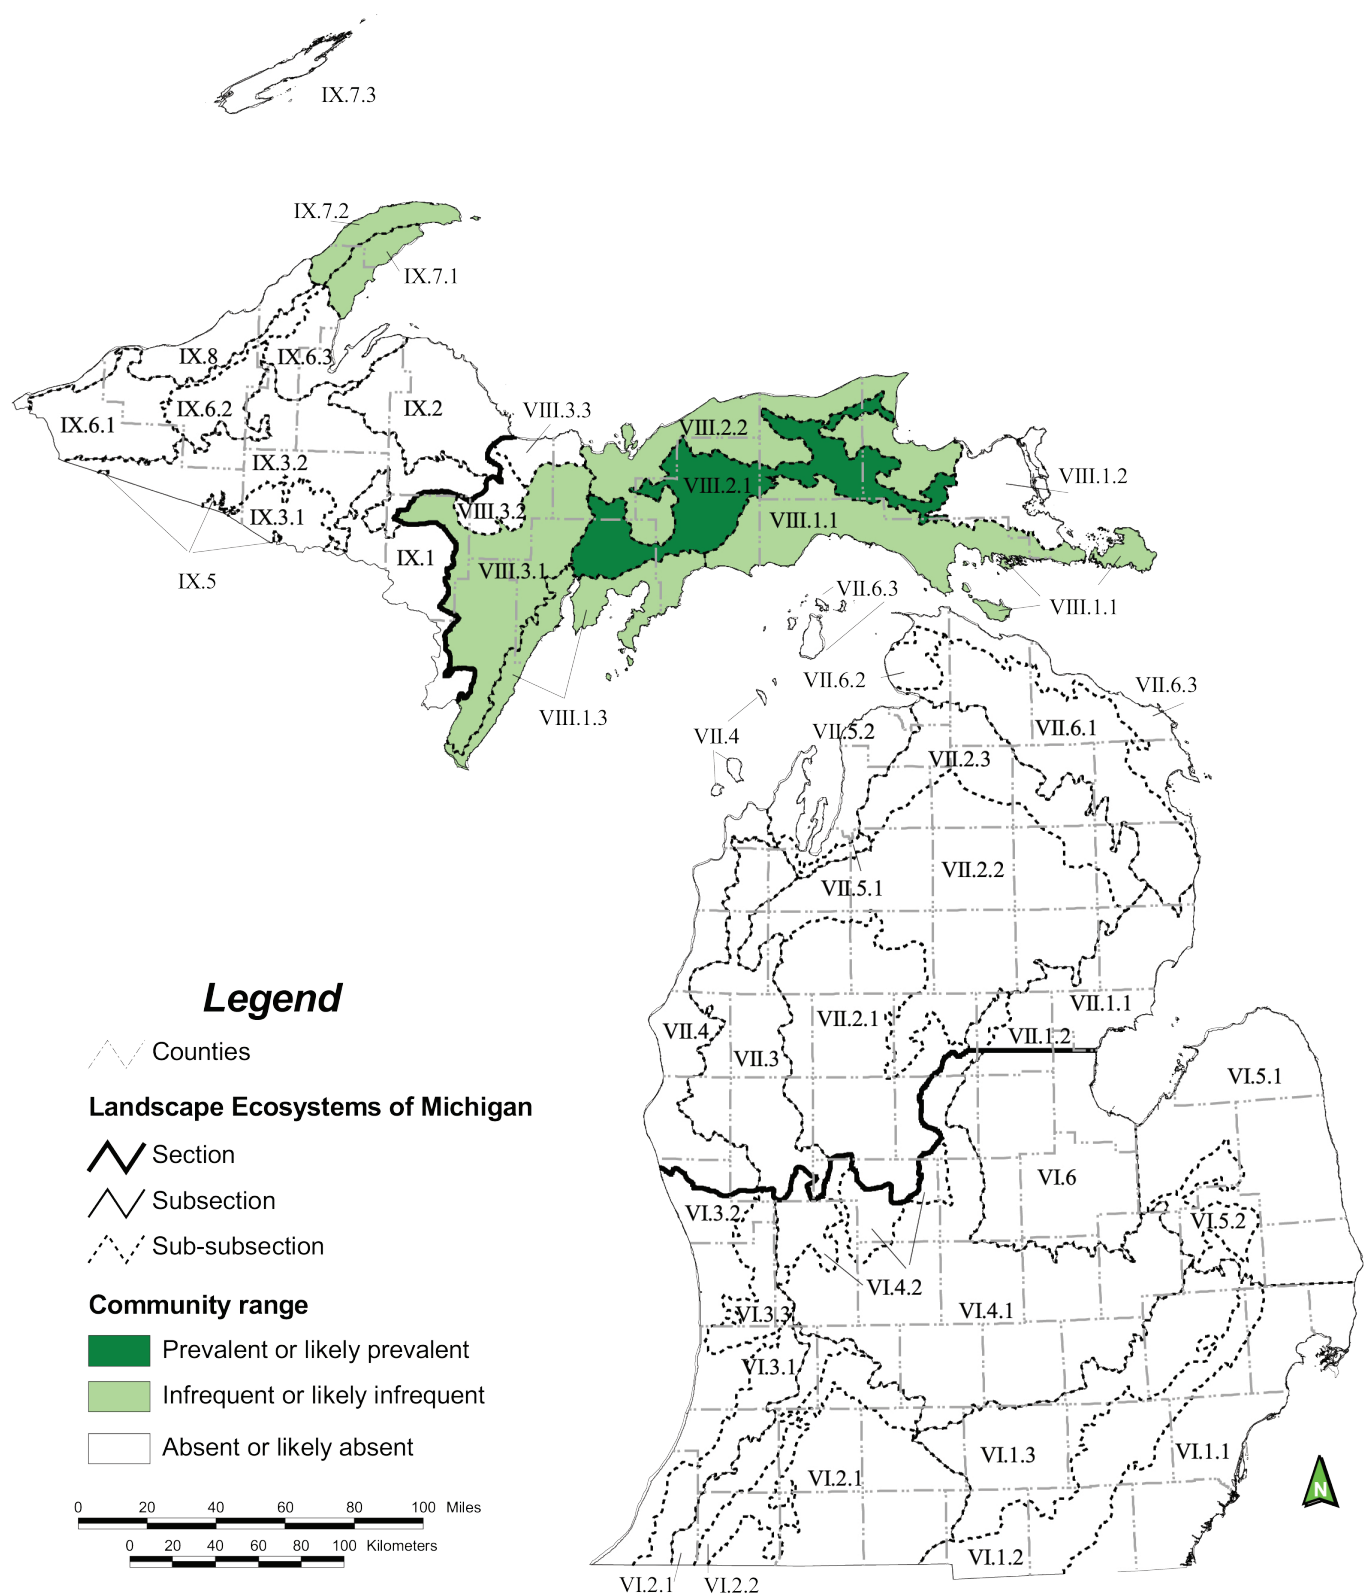 IX.7.3
IX.7.2
IX.7.1
IX.8
IX.6.3
IX.6.1
IX.6.2
IX.2
VIII.3.3
VIII.2.2
IX.3.2
VIII.2.1
VIII.1.2
IX.3.1
VIII.3.2
VIII.1.1
IX.1
IX.5
VIII.3.1
VII.6.3
VIII.1.1
VII.6.2
VII.6.3
VIII.1.3
VII.4
VII.5.2
VII.6.1
VII.2.3
VII.5.1
VII.2.2
Legend
VII.4
VII.2.1
VII.1.1
VII.3
VII.1.2
Counties
VI.5.1
Landscape Ecosystems of Michigan
Section
Subsection
Sub-subsection
VI.6
VI.3.2
VI.5.2
VI.4.2
Community range
VI.3.3
VI.4.1
Prevalent or likely prevalent
VI.3.1
Infrequent or likely infrequent
Absent or likely absent
VI.1.3
VI.1.1
VI.2.1
N
0 20 40 60 80 100 Miles
0 20 40 60 80 100 Kilometers
VI.1.2
VI.2.1
VI.2.2